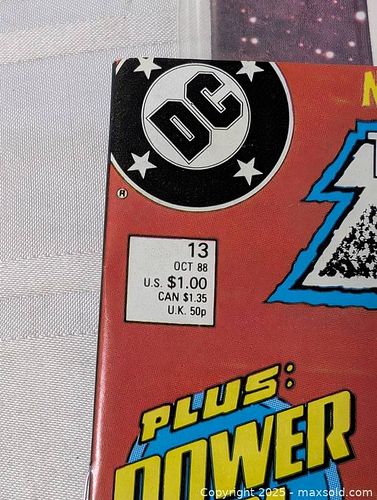 DC
®
13
OCT 88
U.S. $1.00
CAN $1.35
U.K. 50p
PLUS:
POWER
Copyright 2025 - maxsold.com